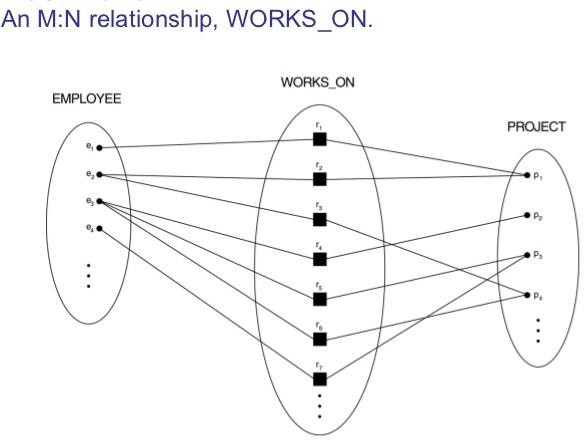 An M:N relationship, WORKS_ON.
WORKS_ON
EMPLOYEE
PROJECT
r1
e1
r2
e2
p1
e3
r3
p2
e4
r4
p3
r5
p4
r6
r7